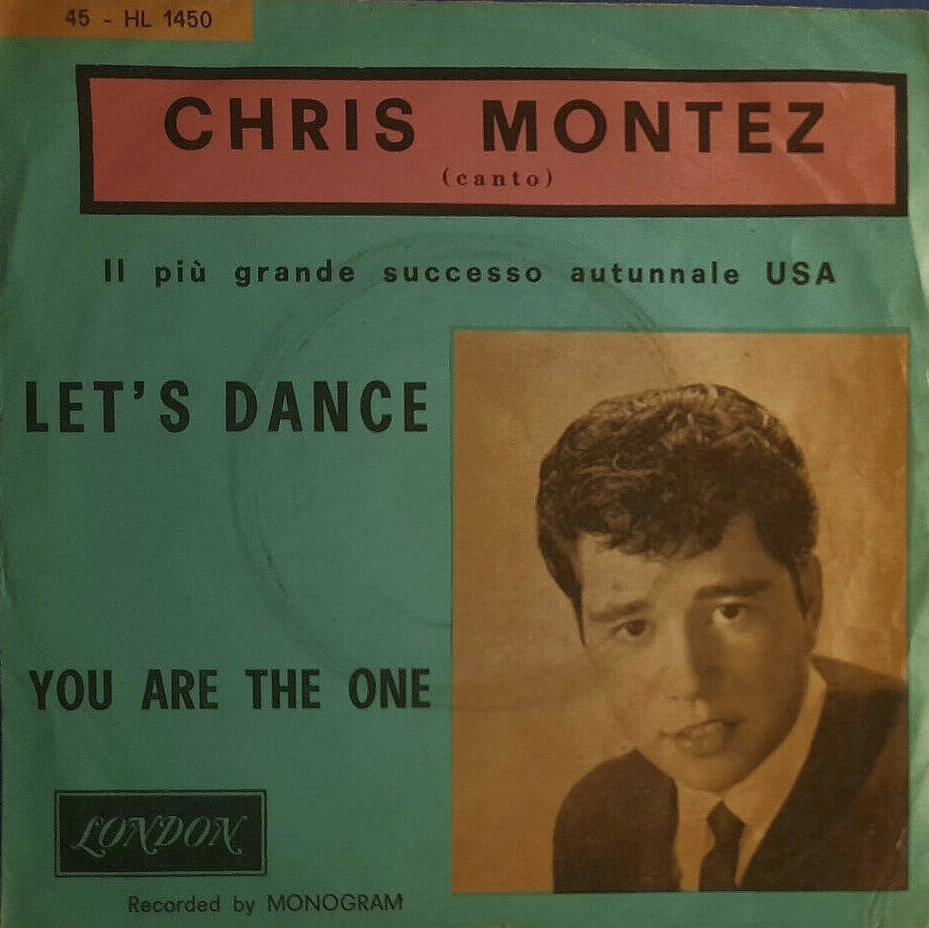 45 - HL 1450
CHRIS MONTEZ
(canto)
Il più grande successo autunnale USA
LET'S DANCE
YOU ARE THE ONE
LONDON
Recorded by MONOGRAM